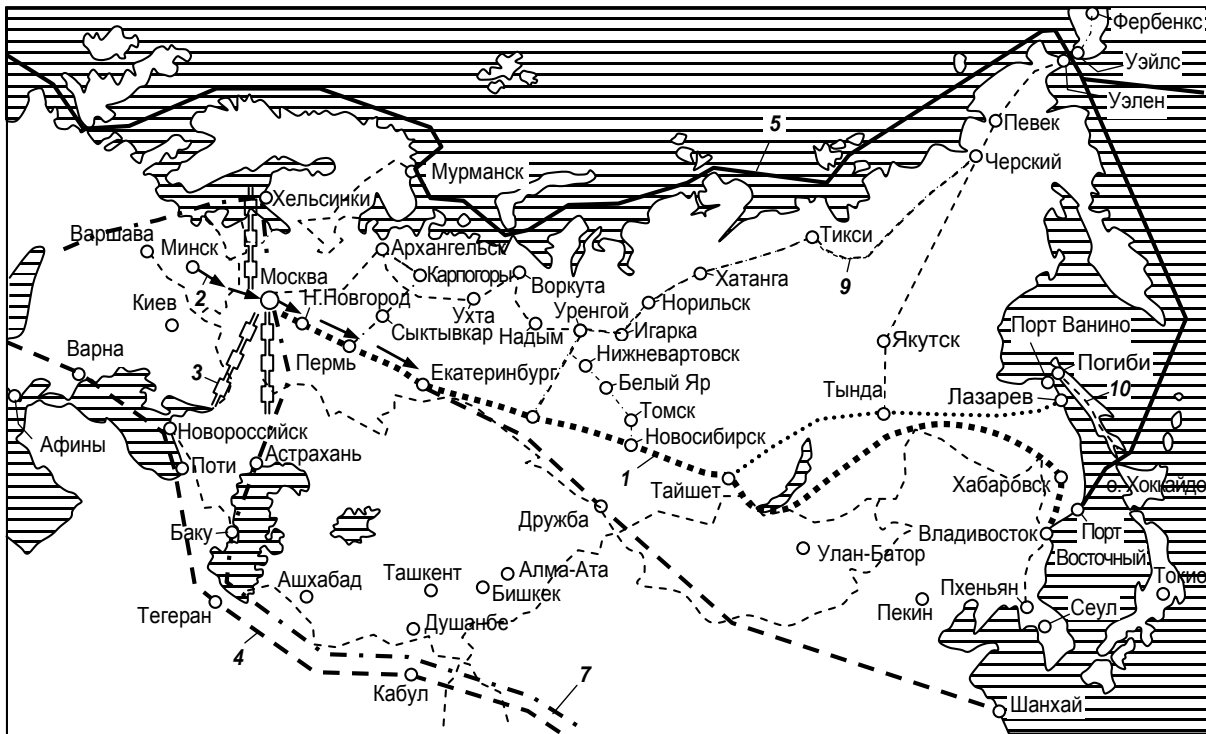 Фербенкс
Уэйлс
Уэлен
5
Певек
Черский
Мурманск
Хельсинки
Варшава
Минск
Архангельск
Тикси
Москва
Карпогоры
Воркута
Хатанга
9
2
Н.Новгород
Киев
Ухта
Уренгой
Норильск
Сыктывкар
Надым
Игарка
Порт Ванино
Варна
Пермь
Нижневартовск
Якутск
Погиби
3
Екатеринбург
Белый Яр
Тында
Лазарев
10
Томск
Афины
Новороссийск
Новосибирск
Поти
Астрахань
1
Тайшет
Хабаровск
о. Хоккайдо
Дружба
Баку
Владивосток
Порт
Восточный
Улан-Батор
Ашхабад
Ташкент
Алма-Ата
Бишкек
Токио
Тегеран
Пекин
Пхеньян
Сеул
Душанбе
4
Кабул
7
Шанхай